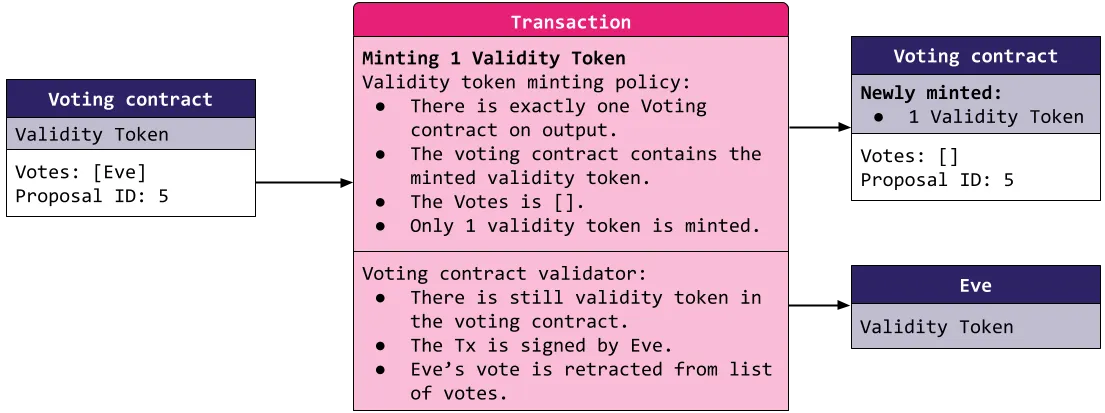 Voting contract
Validity Token
Votes: [Eve]
Proposal ID: 5
Transaction
Minting 1 Validity Token
Validity token minting policy:
● There is exactly one Voting
contract on output.
● The voting contract contains the
minted validity token.
● The Votes is [].
● Only 1 validity token is minted.
Voting contract validator:
● There is still validity token in
the voting contract.
● The Tx is signed by Eve.
● Eve’s vote is retracted from list
of votes.
Voting contract
Newly minted:
● 1 Validity Token
Votes: []
Proposal ID: 5
Eve
Validity Token